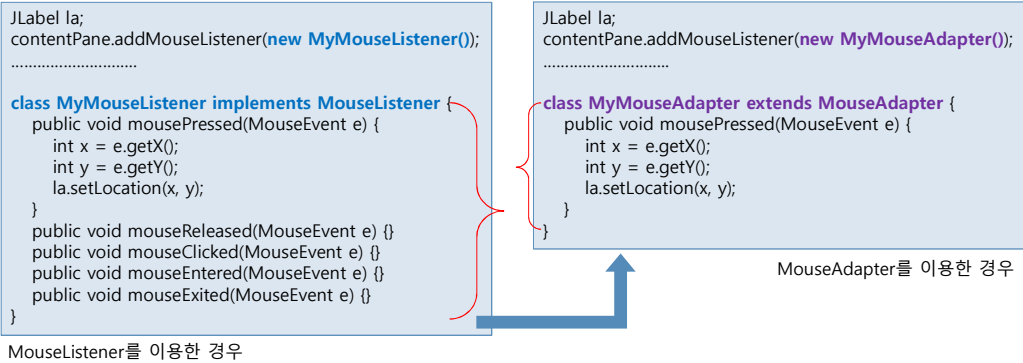 JLabel la;
contentPane.addMouseListener(new MyMouseListener());
............................
class MyMouseListener implements MouseListener {
public void mousePressed(MouseEvent e) {
int x = e.getX();
int y = e.getY();
la.setLocation(x, y);
}
public void mouseReleased(MouseEvent e) {}
public void mouseClicked(MouseEvent e) {}
public void mouseEntered(MouseEvent e) {}
public void mouseExited(MouseEvent e) {}
}
MouseListener를 이용한 경우
JLabel la;
contentPane.addMouseListener(new MyMouseAdapter());
............................
class MyMouseAdapter extends MouseAdapter {
public void mousePressed(MouseEvent e) {
int x = e.getX();
int y = e.getY();
la.setLocation(x, y);
}
}
MouseAdapter를 이용한 경우